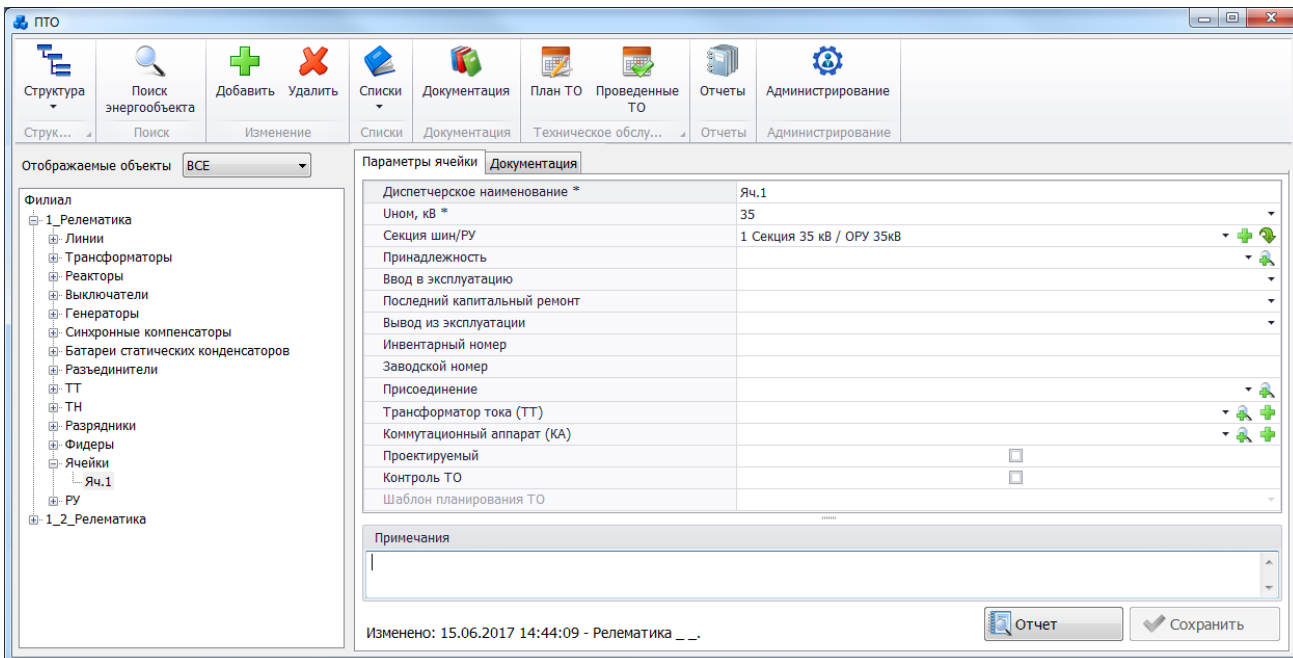 ПТО
Структура
Поиск энергообъекта
Добавить
Удалить
Списки
Документация
План ТО
Проведенные ТО
Отчеты
Администрирование
Струк...
Поиск
Изменение
Списки
Документация
Техническое обслу...
Отчеты
Администрирование
Отображаемые объекты ВСЕ
Филиал
1_Релематика
Линии
Трансформаторы
Реакторы
Выключатели
Генераторы
Синхронные компенсаторы
Батареи статических конденсаторов
Разъединители
ТТ
ТН
Разрядники
Фидеры
Ячейки
Яч.1
РУ
1_2_Релематика
Параметры ячейки Документация
Диспетчерское наименование * Яч.1
Uном, кВ * 35
Секция шин/РУ 1 Секция 35 кВ / ОРУ 35кВ
Принадлежность
Ввод в эксплуатацию
Последний капитальный ремонт
Вывод из эксплуатации
Инвентарный номер
Заводской номер
Присоединение
Трансформатор тока (ТТ)
Коммутационный аппарат (КА)
Проектируемый
Контроль ТО
Шаблон планирования ТО
Примечания
Отчет
Сохранить
Изменено: 15.06.2017 14:44:09 - Релематика _ _.